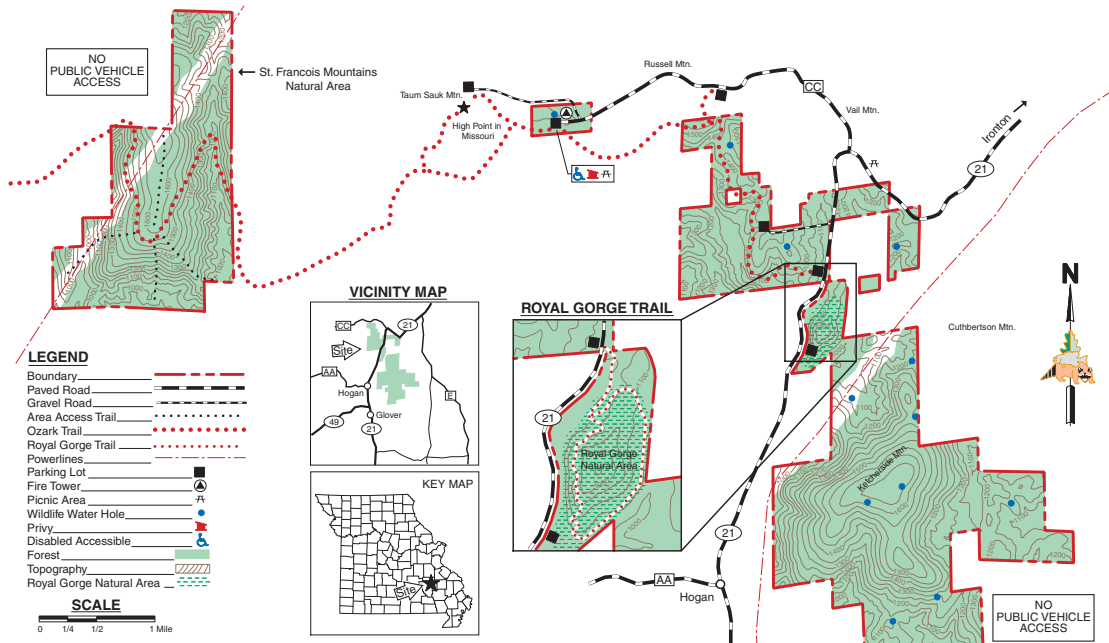 NO
PUBLIC VEHICLE
ACCESS
St. Francois Mountains
Natural Area
Russell Mtn.
Taum Sauk Mtn.
High Point in
Missouri
CC
Vail Mtn.
Ironton
21
VICINITY MAP
CC
21
Site
AA
Hogan
E
Glover
49
21
KEY MAP
Site
ROYAL GORGE TRAIL
21
Royal Gorge
Natural Area
1100
1000
N
Cuthbertson Mtn.
Ketcherside Mtn.
21
AA
Hogan
NO
PUBLIC VEHICLE
ACCESS
LEGEND
Boundary
Paved Road
Gravel Road
Area Access Trail
Ozark Trail
Royal Gorge Trail
Powerlines
Parking Lot
Fire Tower
Picnic Area
Wildlife Water Hole
Privy
Disabled Accessible
Forest
Topography
Royal Gorge Natural Area
SCALE
0 1/4 1/2 1 Mile